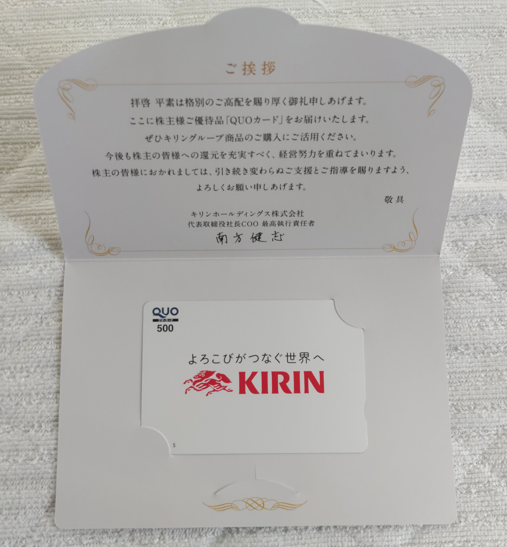 ご挨拶
拝啓 平素は格別のご高配を賜り厚く御礼申しあげます。
ここに株主様ご優待品「QUOカード」をお届けいたします。
ぜひキリングループ商品のご購入にご活用ください。
今後も株主の皆様への還元を充実すべく、経営努力を重ねてまいります。
株主の皆様におかれましては、引き続き変わらぬご支援とご指導を賜りますよう、
よろしくお願い申しあげます。
敬具
キリンホールディングス株式会社
代表取締役社長COO 最高執行責任者
南方健志
QUO
500
よろこびがつなぐ世界へ
KIRIN